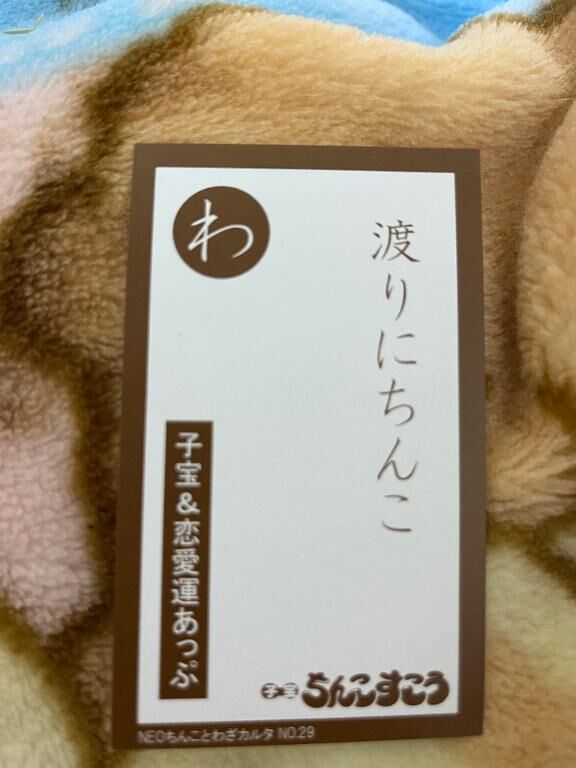 わ
渡りにちんこ
子宝&恋愛運あっぷ
子宝 ちんこすこう
NEOちんことわざカルタ NO.29